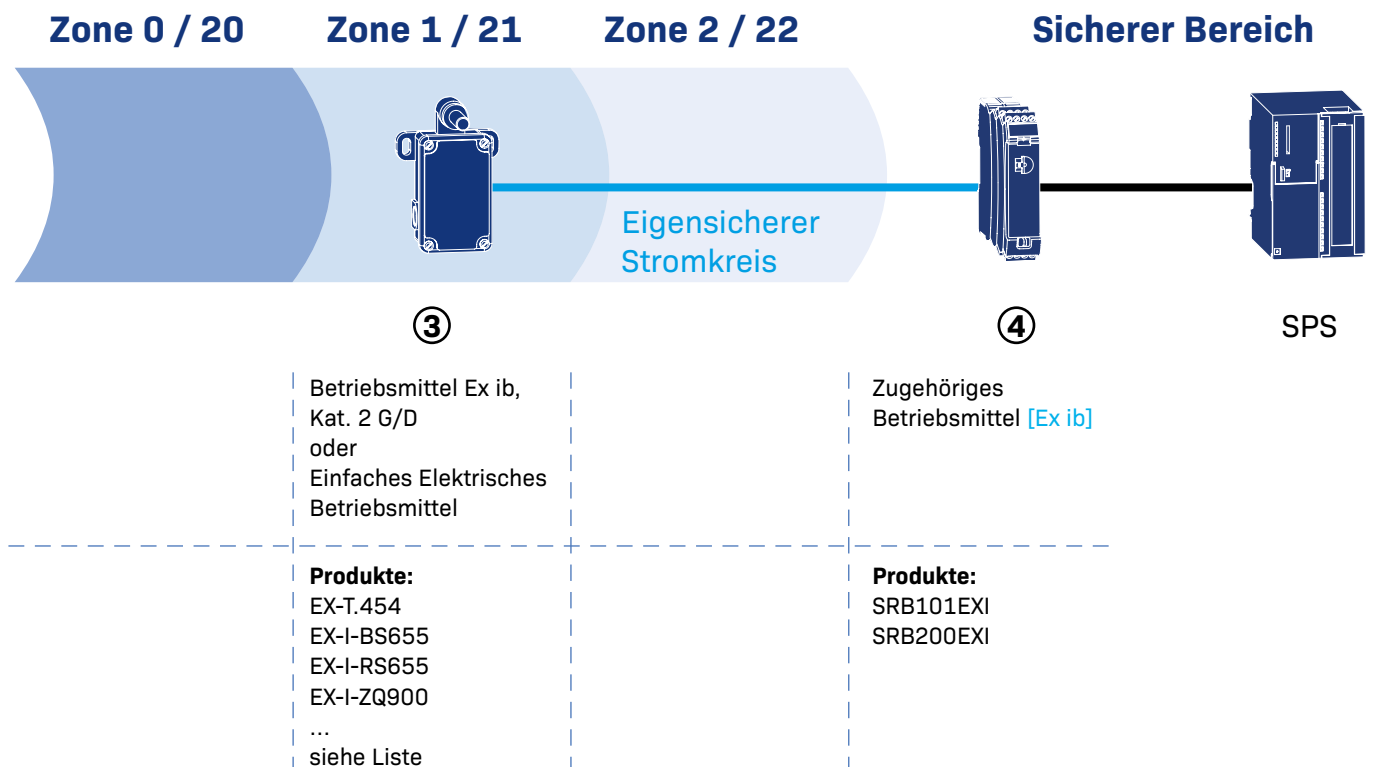 Zone 0 / 20
Zone 1 / 21
Zone 2 / 22
Sicherer Bereich
Eigensicherer
Stromkreis
③
④
SPS
Betriebsmittel Ex ib,
Kat. 2 G/D
oder
Einfaches Elektrisches
Betriebsmittel
Zugehöriges
Betriebsmittel [Ex ib]
Produkte:
EX-T.454
EX-I-BS655
EX-I-RS655
EX-I-ZQ900
...
siehe Liste
Produkte:
SRB101EXI
SRB200EXI